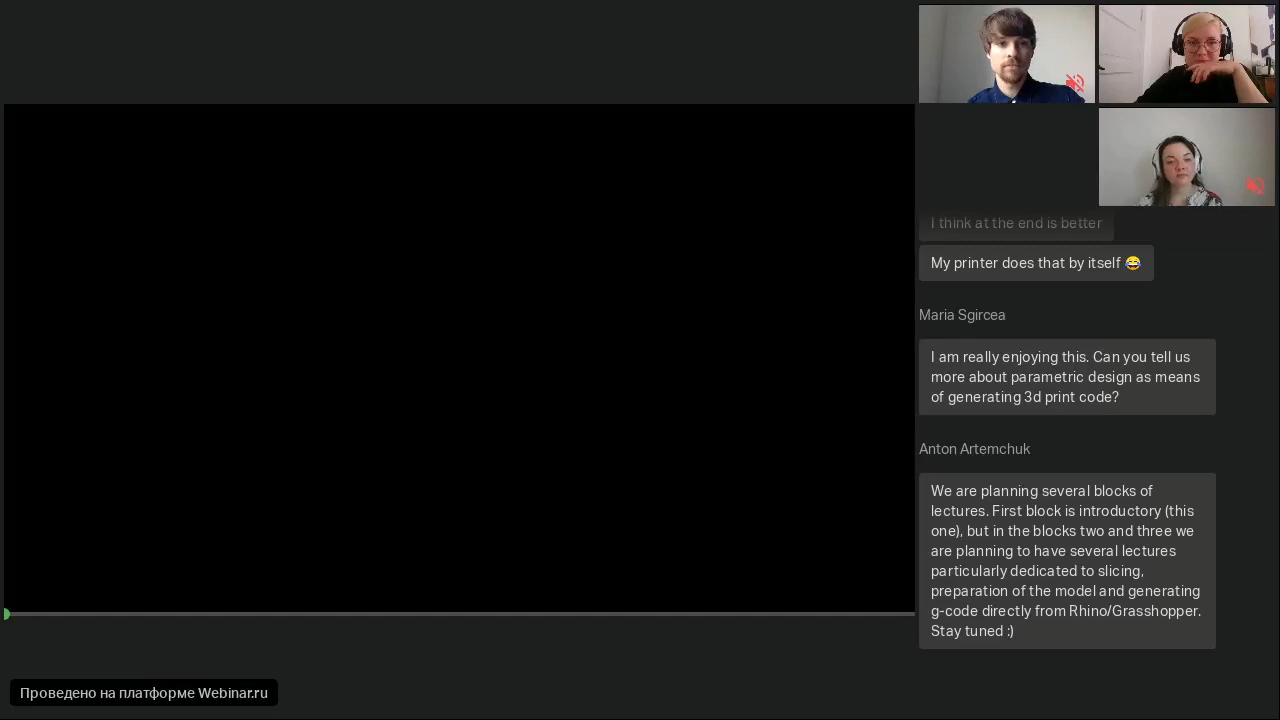 I think at the end is better
My printer does that by itself 😂
Maria Sgircea
I am really enjoying this. Can you tell us
more about parametric design as means
of generating 3d print code?
Anton Artemchuk
We are planning several blocks of
lectures. First block is introductory (this
one), but in the blocks two and three we
are planning to have several lectures
particularly dedicated to slicing,
preparation of the model and generating
g-code directly from Rhino/Grasshopper.
Stay tuned :)
Проведено на платформе Webinar.ru